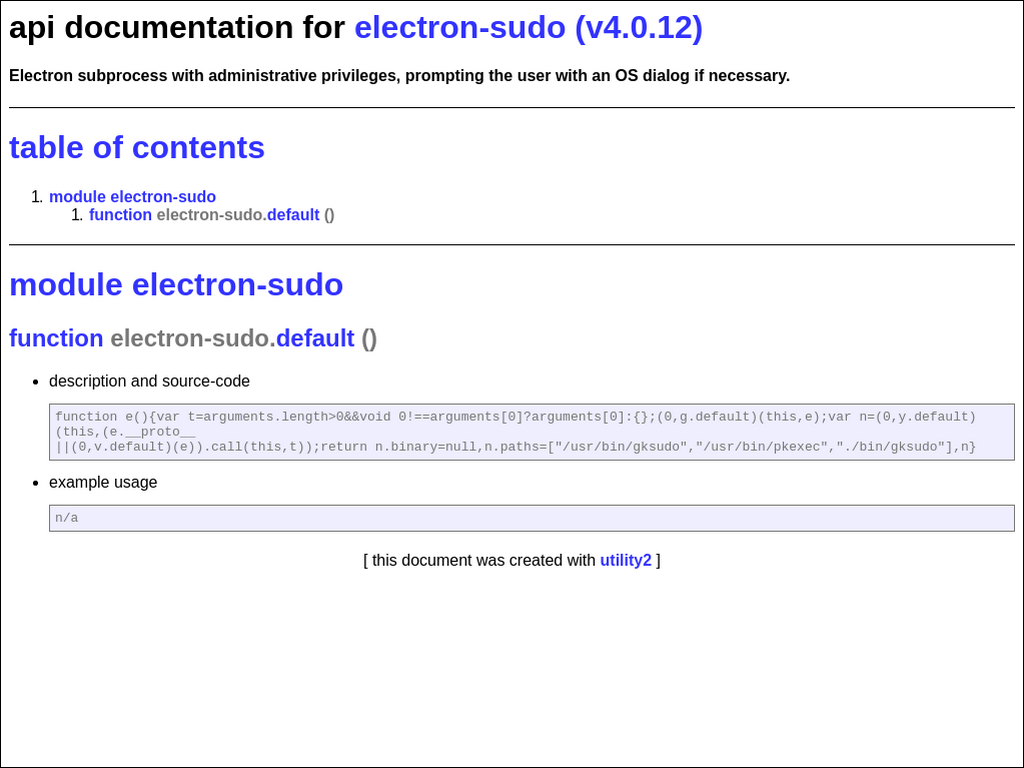 api documentation for electron-sudo (v4.0.12)
Electron subprocess with administrative privileges, prompting the user with an OS dialog if necessary.
table of contents
1. module electron-sudo
1. function electron-sudo.default ()
module electron-sudo
function electron-sudo.default ()
• description and source-code
function e(){var t=arguments.length>0&&void 0!==arguments[0]?arguments[0]:{};(0,g.default)(this,e);var n=(0,y.default)
(this,(e.__proto__
||(0,v.default)(e)).call(this,t));return n.binary=null,n.paths=["/usr/bin/gksudo","/usr/bin/pkexec","./bin/gksudo"],n}
• example usage
n/a
[ this document was created with utility2 ]